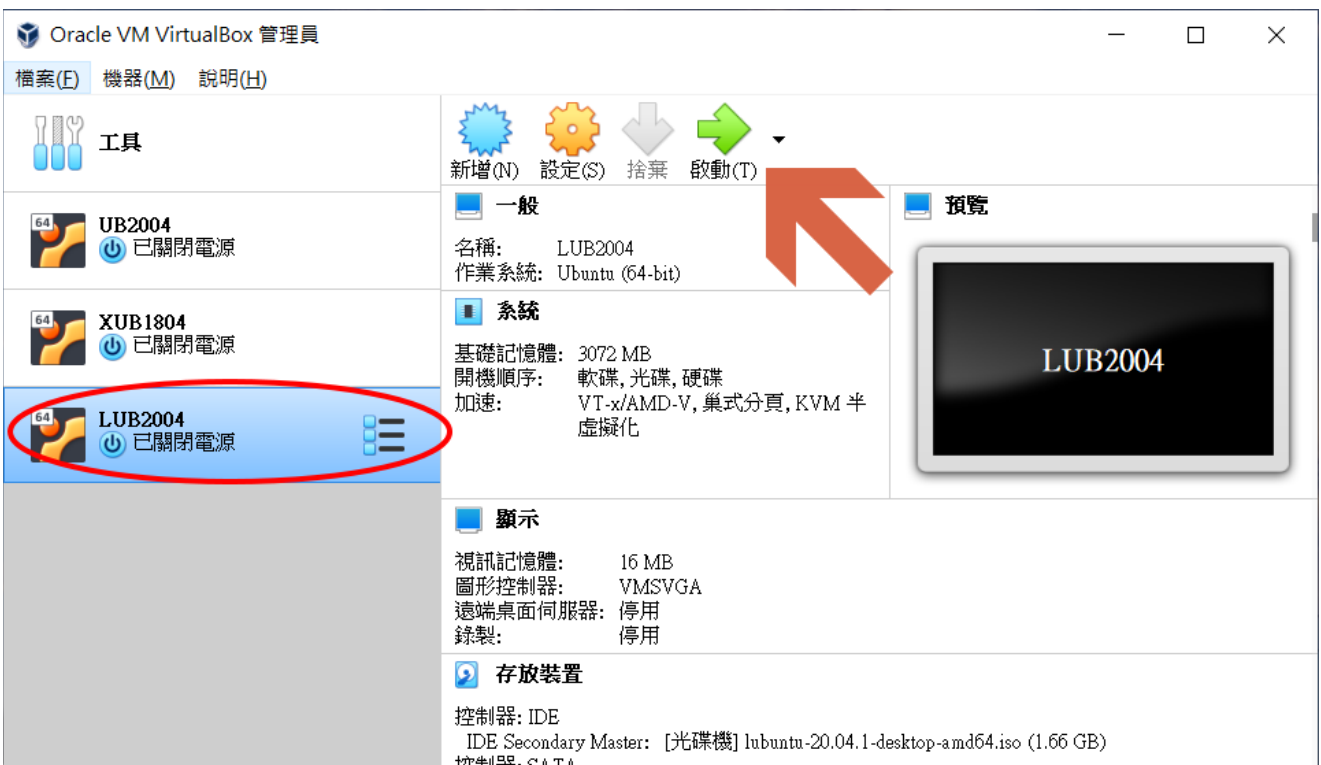 Oracle VM VirtualBox 管理員
檔案(F) 機器(M) 說明(H)
工具
新增(N) 設定(S) 捨棄 啟動(T)
64
UB2004
已關閉電源
64
XUB1804
已關閉電源
64
LUB2004
已關閉電源
一般
名稱: LUB2004
作業系統: Ubuntu (64-bit)
預覽
LUB2004
系統
基礎記憶體: 3072 MB
開機順序: 軟碟, 光碟, 硬碟
加速: VT-x/AMD-V, 巢式分頁, KVM 半
虛擬化
顯示
視訊記憶體: 16 MB
圖形控制器: VMSVGA
遠端桌面伺服器: 停用
錄製: 停用
存放裝置
控制器: IDE
IDE Secondary Master: [光碟機] lubuntu-20.04.1-desktop-amd64.iso (1.66 GB)
控制器: SATA